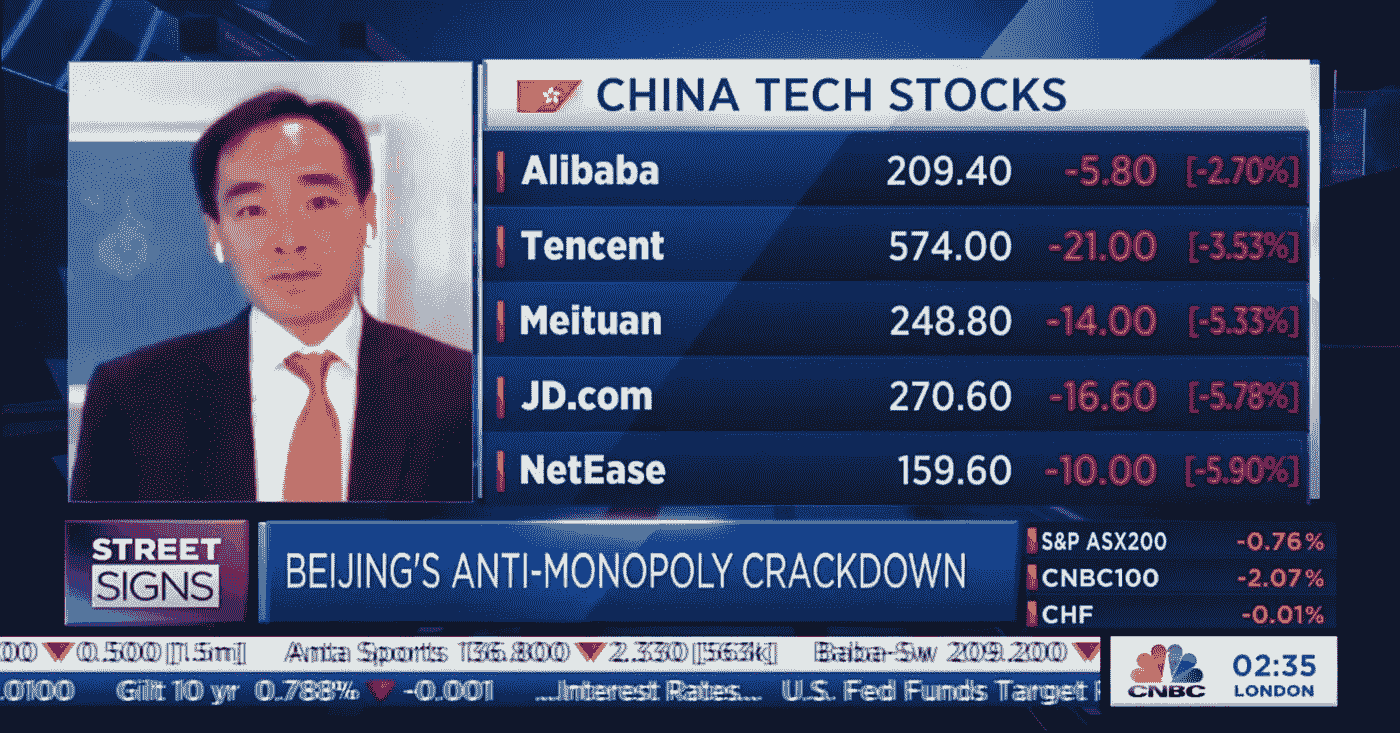 CHINA TECH STOCKS
Alibaba 209.40 -5.80 [-2.70%]
Tencent 574.00 -21.00 [-3.53%]
Meituan 248.80 -14.00 [-5.33%]
JD.com 270.60 -16.60 [-5.78%]
NetEase 159.60 -10.00 [-5.90%]
STREET
SIGNS
BEIJING'S ANTI-MONOPOLY CRACKDOWN
S&P ASX200 -0.76%
CNBC100 -2.07%
CHF -0.01%
00 ▼0.500 [1.5m] Anta Sports 136.800 ▼2.330 [563k] Baba-Sw 209.200 ▼
.0100 Gilt 10 yr 0.788% ▼ -0.001 ...Interest Rates... U.S. Fed Funds Target
CNBC
02:35
LONDON